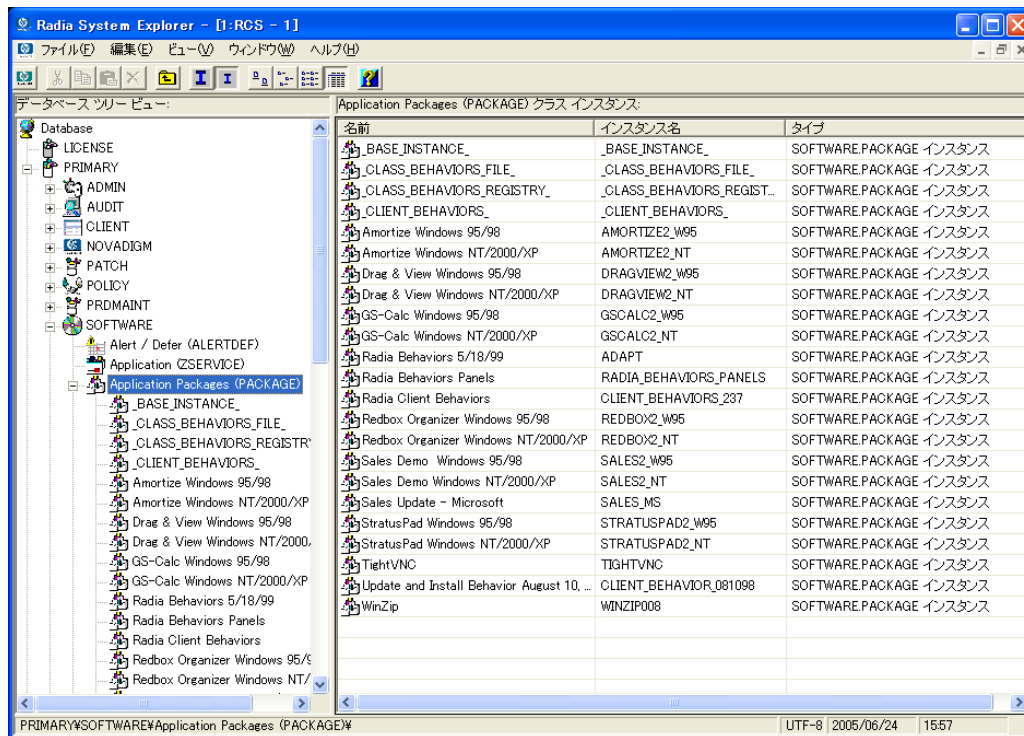 Radia System Explorer - [1:RCS - 1]
ファイル(F) 編集(E) ビュー(V) ウィンドウ(W) ヘルプ(H)
データベース ツリー ビュー:
Database
LICENSE
PRIMARY
ADMIN
AUDIT
CLIENT
NOVADIGM
PATCH
POLICY
PRDMAINT
SOFTWARE
Alert / Defer (ALERTDEF)
Application (ZSERVICE)
Application Packages (PACKAGE)
_BASE_INSTANCE_
_CLASS_BEHAVIORS_FILE_
_CLASS_BEHAVIORS_REGISTR
_CLIENT_BEHAVIORS_
Amortize Windows 95/98
Amortize Windows NT/2000/XP
Drag & View Windows 95/98
Drag & View Windows NT/2000,
GS-Calc Windows 95/98
GS-Calc Windows NT/2000/XP
Radia Behaviors 5/18/99
Radia Behaviors Panels
Radia Client Behaviors
Redbox Organizer Windows 95/9
Redbox Organizer Windows NT/
Application Packages (PACKAGE) クラス インスタンス:
名前 インスタンス名 タイプ
_BASE_INSTANCE_ _BASE_INSTANCE_ SOFTWARE.PACKAGE インスタンス
_CLASS_BEHAVIORS_FILE_ _CLASS_BEHAVIORS_FILE_ SOFTWARE.PACKAGE インスタンス
_CLASS_BEHAVIORS_REGISTRY_ _CLASS_BEHAVIORS_REGIST... SOFTWARE.PACKAGE インスタンス
_CLIENT_BEHAVIORS_ _CLIENT_BEHAVIORS_ SOFTWARE.PACKAGE インスタンス
Amortize Windows 95/98 AMORTIZE2_W95 SOFTWARE.PACKAGE インスタンス
Amortize Windows NT/2000/XP AMORTIZE2_NT SOFTWARE.PACKAGE インスタンス
Drag & View Windows 95/98 DRAGVIEW2_W95 SOFTWARE.PACKAGE インスタンス
Drag & View Windows NT/2000/XP DRAGVIEW2_NT SOFTWARE.PACKAGE インスタンス
GS-Calc Windows 95/98 GSCALC2_W95 SOFTWARE.PACKAGE インスタンス
GS-Calc Windows NT/2000/XP GSCALC2_NT SOFTWARE.PACKAGE インスタンス
Radia Behaviors 5/18/99 ADAPT SOFTWARE.PACKAGE インスタンス
Radia Behaviors Panels RADIA_BEHAVIORS_PANELS SOFTWARE.PACKAGE インスタンス
Radia Client Behaviors CLIENT_BEHAVIORS_237 SOFTWARE.PACKAGE インスタンス
Redbox Organizer Windows 95/98 REDBOX2_W95 SOFTWARE.PACKAGE インスタンス
Redbox Organizer Windows NT/2000/XP REDBOX2_NT SOFTWARE.PACKAGE インスタンス
Sales Demo Windows 95/98 SALES2_W95 SOFTWARE.PACKAGE インスタンス
Sales Demo Windows NT/2000/XP SALES2_NT SOFTWARE.PACKAGE インスタンス
Sales Update - Microsoft SALES_MS SOFTWARE.PACKAGE インスタンス
StratusPad Windows 95/98 STRATUSPAD2_W95 SOFTWARE.PACKAGE インスタンス
StratusPad Windows NT/2000/XP STRATUSPAD2_NT SOFTWARE.PACKAGE インスタンス
TightVNC TIGHTVNC SOFTWARE.PACKAGE インスタンス
Update and Install Behavior August 10, ... CLIENT_BEHAVIOR_081098 SOFTWARE.PACKAGE インスタンス
WinZip WINZIP008 SOFTWARE.PACKAGE インスタンス
PRIMARY¥SOFTWARE¥Application Packages (PACKAGE)¥ UTF-8 2005/06/24 15:57